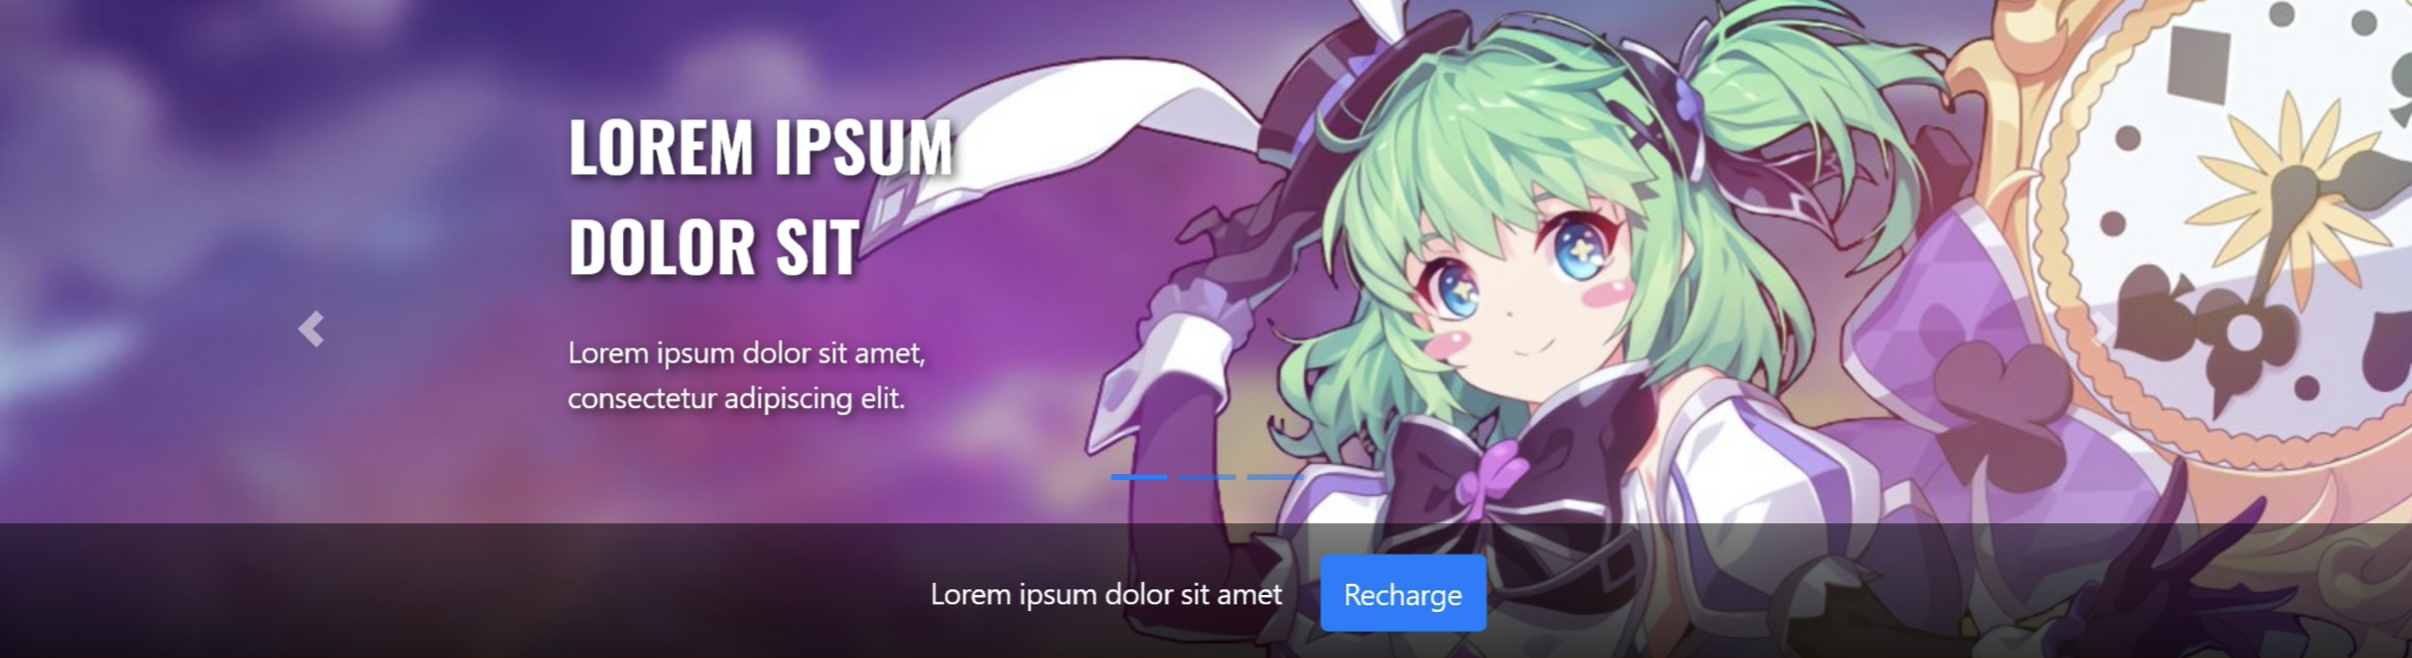 LOREM IPSUM
DOLOR SIT
Lorem ipsum dolor sit amet,
consectetur adipiscing elit.
Lorem ipsum dolor sit amet
Recharge